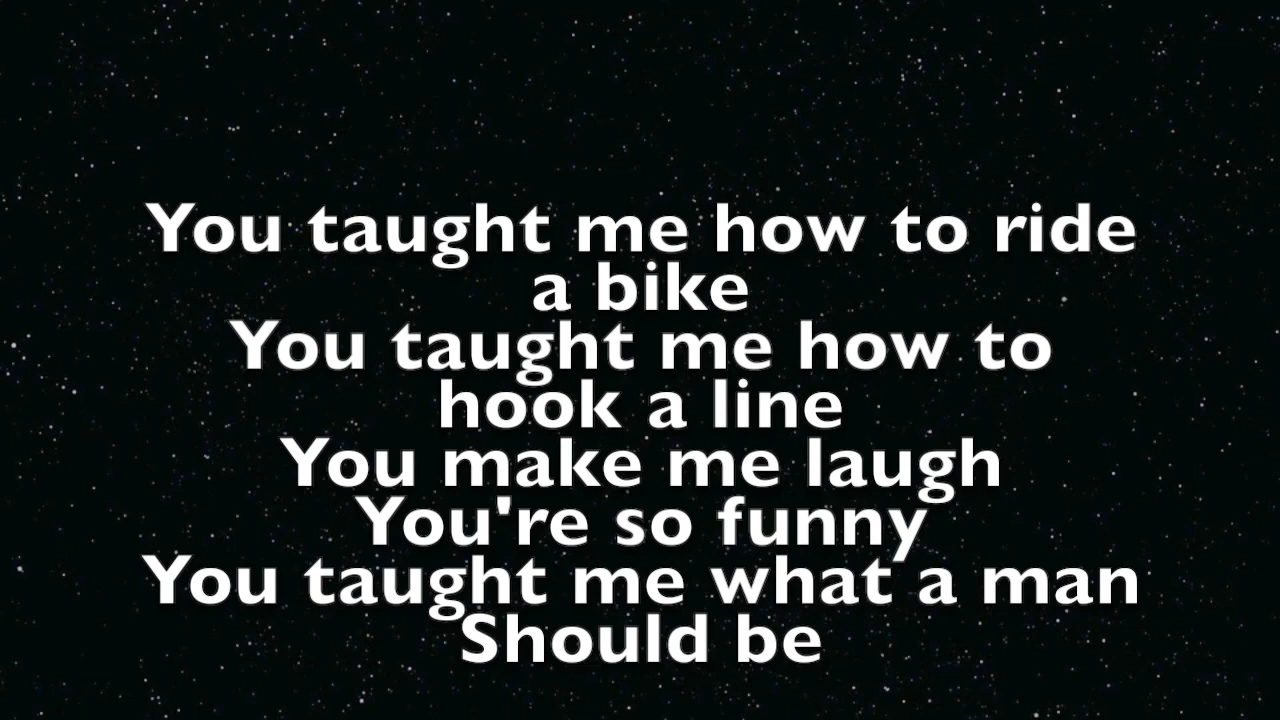 You taught me how to ride
a bike
You taught me how to
hook a line
You make me laugh
You're so funny
You taught me what a man
Should be